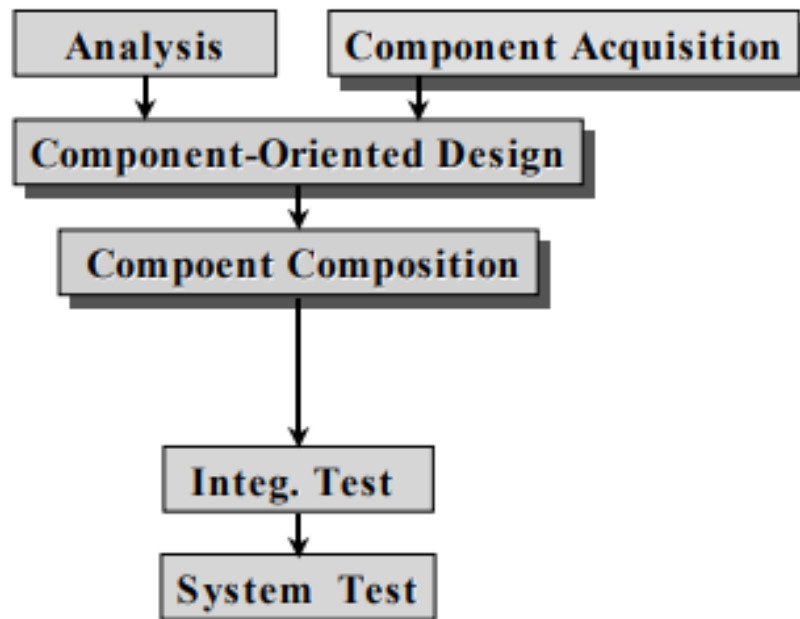 Analysis
Component Acquisition
Component-Oriented Design
Compoent Composition
Integ. Test
System Test